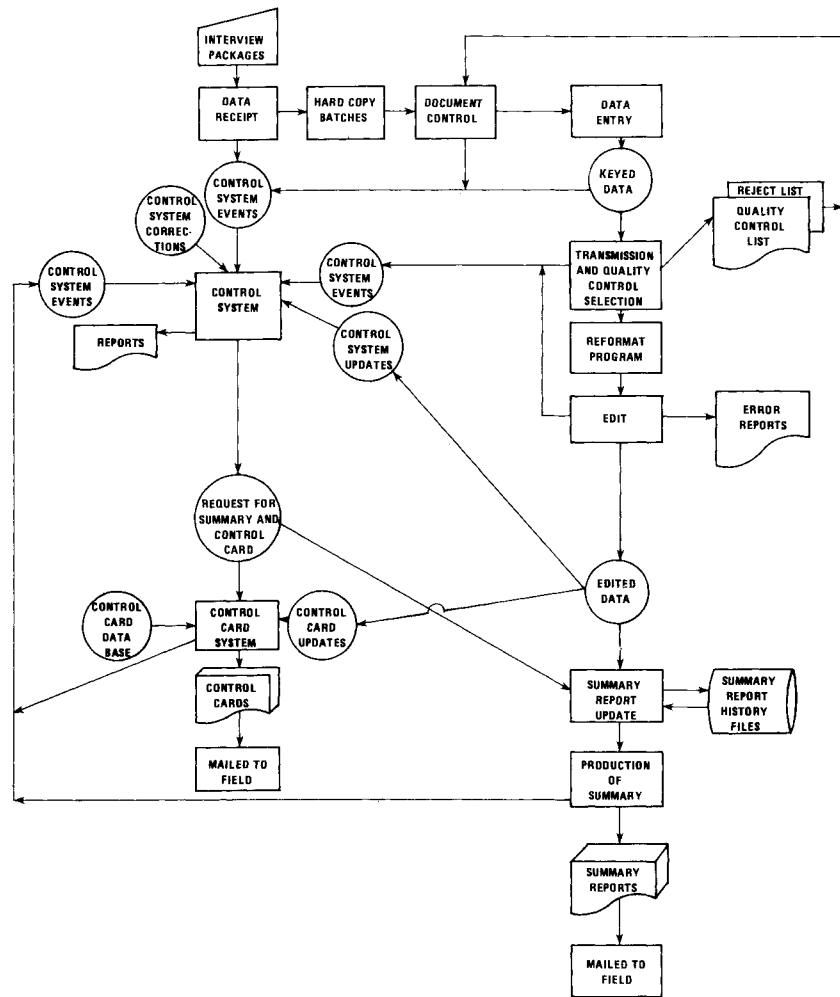 INTERVIEW
PACKAGES
DATA
RECEIPT
HARD COPY
BATCHES
DOCUMENT
CONTROL
DATA
ENTRY
CONTROL
SYSTEM
EVENTS
KEYED
DATA
REJECT LIST
QUALITY
CONTROL
LIST
CONTROL
SYSTEM
CORREC-
TIONS
CONTROL
SYSTEM
EVENTS
CONTROL
SYSTEM
CONTROL
SYSTEM
EVENTS
TRANSMISSION
AND QUALITY
CONTROL
SELECTION
REPORTS
CONTROL
SYSTEM
UPDATES
REFORMAT
PROGRAM
EDIT
ERROR
REPORTS
REQUEST FOR
SUMMARY AND
CONTROL
CARD
EDITED
DATA
CONTROL
CARD
DATA
BASE
CONTROL
CARD
SYSTEM
CONTROL
CARD
UPDATES
CONTROL
CARDS
SUMMARY
REPORT
UPDATE
SUMMARY
REPORT
HISTORY
FILES
MAILED TO
FIELD
PRODUCTION
OF
SUMMARY
SUMMARY
REPORTS
MAILED TO
FIELD